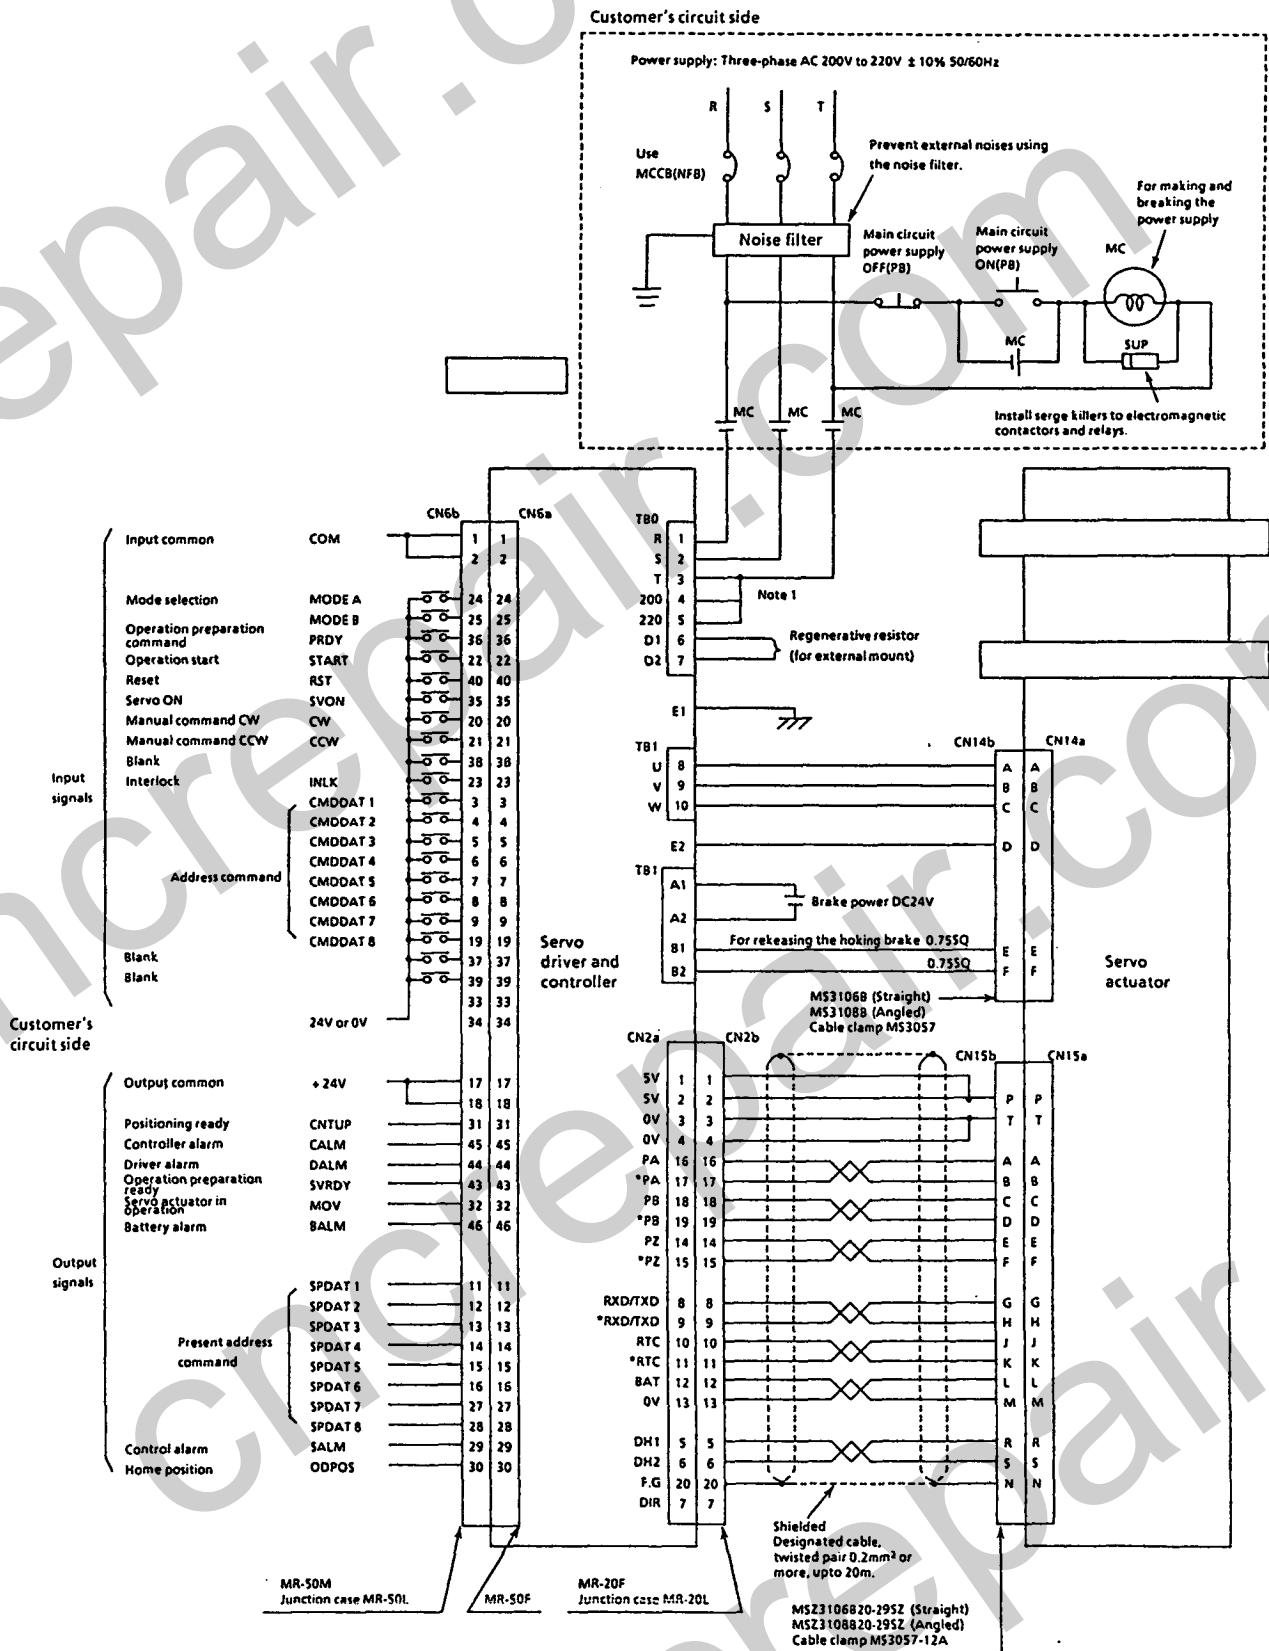 Customer's circuit side
Power supply: Three-phase AC 200V to 220V ± 10% 50/60Hz
R S T
Use
MCCB(NFB)
Prevent external noises using
the noise filter.
For making and
breaking the
power supply
Noise filter
Main circuit
power supply
OFF(PB)
Main circuit
power supply
ON(PB)
MC
MC
SUP
MC MC MC
Install serge killers to electromagnetic
contactors and relays.
CN6b CN6a
Input common COM 1 1
2 2
Mode selection MODE A 24 24
MODE B 25 25
Operation preparation
command PRDY 36 36
Operation start START 22 22
Reset RST 40 40
Servo ON SVON 35 35
Manual command CW CW 20 20
Manual command CCW CCW 21 21
Blank 38 38
Interlock INLK 23 23
Input
signals
CMDDAT 1 3 3
CMDDAT 2 4 4
CMDDAT 3 5 5
CMDDAT 4 6 6
Address command CMDDAT 5 7 7
CMDDAT 6 8 8
CMDDAT 7 9 9
CMDDAT 8 19 19
Blank 37 37
Blank 39 39
33 33
24V or 0V 34 34
Customer's
circuit side
Output common + 24V 17 17
18 18
Positioning ready CNTUP 31 31
Controller alarm CALM 45 45
Driver alarm DALM 44 44
Operation preparation
ready SVRDY 43 43
Servo actuator in
operation MOV 32 32
Battery alarm BALM 46 46
Output
signals
SPDAT 1 11 11
SPDAT 2 12 12
SPDAT 3 13 13
Present address
command
SPDAT 4 14 14
SPDAT 5 15 15
SPDAT 6 16 16
SPDAT 7 27 27
SPDAT 8 28 28
Control alarm SALM 29 29
Home position ODPOS 30 30
MR-50M
Junction case MR-50L
MR-50F
Servo
driver and
controller
TB0
R 1
S 2
T 3
200 4
220 5
D1 6
D2 7
Note 1
Regenerative resistor
(for external mount)
E1
TB1
U 8
V 9
W 10
E2
TB1
A1
A2
Brake power DC24V
B1
B2
For rekeasing the hoking brake 0.75SQ
0.75SQ
CN14b CN14a
A A
B B
C C
D D
E E
F F
MS3106B (Straight)
MS3108B (Angled)
Cable clamp MS3057
Servo
actuator
CN2a CN2b
CN15b CN15a
5V 1 1
5V 2 2 P P
0V 3 3 T T
0V 4 4
PA 16 16 A A
*PA 17 17 B B
PB 18 18 C C
*PB 19 19 D D
PZ 14 14 E E
*PZ 15 15 F F
RXD/TXD 8 8 G G
*RXD/TXD 9 9 H H
RTC 10 10 J J
*RTC 11 11 K K
BAT 12 12 L L
0V 13 13 M M
DH1 5 5 R R
DH2 6 6 S S
F.G 20 20 N N
DIR 7 7
MR-20F
Junction case MR-20L
Shielded
Designated cable,
twisted pair 0.2mm² or
more, upto 20m.
MSZ3106B20-29SZ (Straight)
MSZ3108B20-29SZ (Angled)
Cable clamp MS3057-12A
cncrepair.com